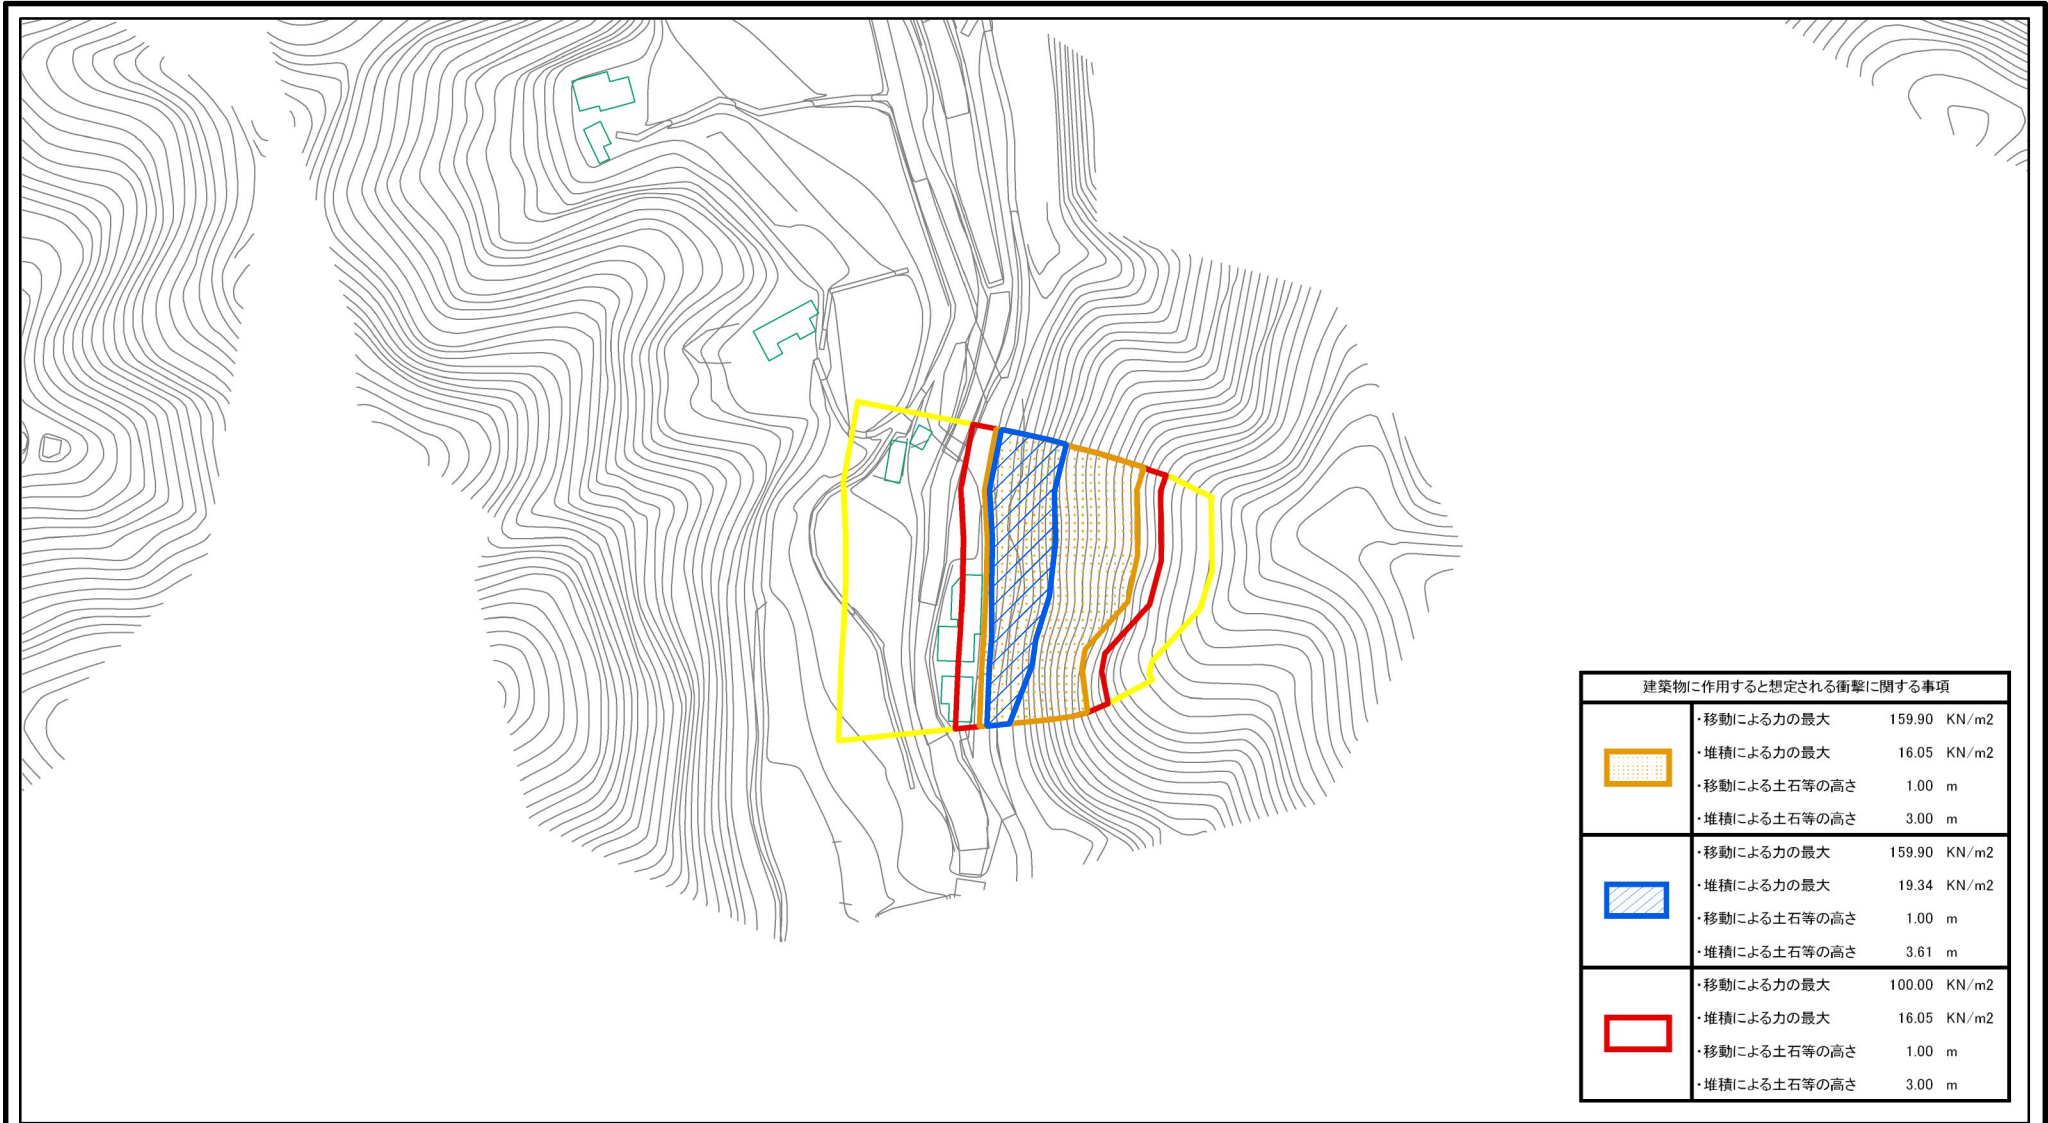 建築物に作用すると想定される衝撃に関する事項
・移動による力の最大 159.90 KN/m2
・堆積による力の最大 16.05 KN/m2
・移動による土石等の高さ 1.00 m
・堆積による土石等の高さ 3.00 m
・移動による力の最大 159.90 KN/m2
・堆積による力の最大 19.34 KN/m2
・移動による土石等の高さ 1.00 m
・堆積による土石等の高さ 3.61 m
・移動による力の最大 100.00 KN/m2
・堆積による力の最大 16.05 KN/m2
・移動による土石等の高さ 1.00 m
・堆積による土石等の高さ 3.00 m